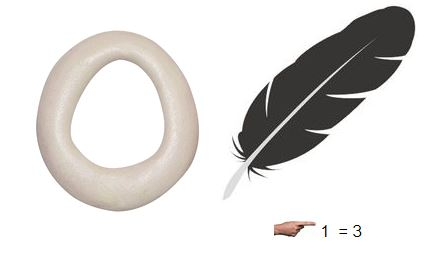 1 = 3